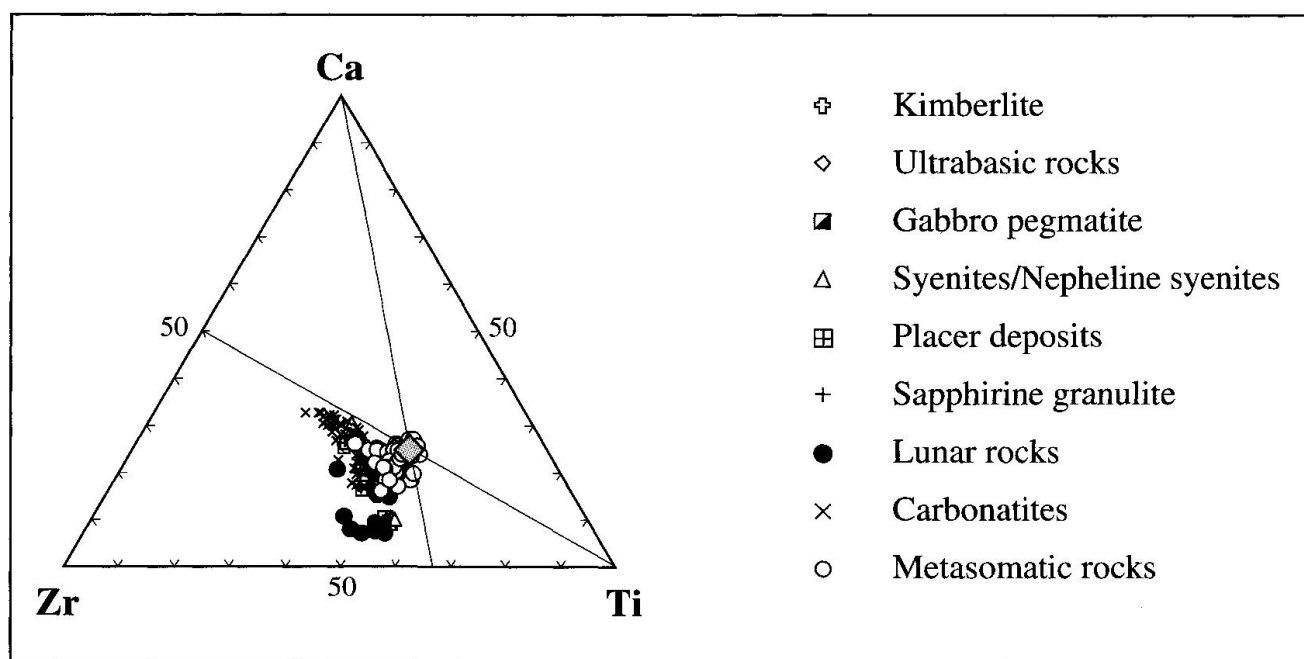 Ca
50
50
Zr
50
Ti
Kimberlite
Ultrabasic rocks
Gabbro pegmatite
Syenites/Nepheline syenites
Placer deposits
Sapphirine granulite
Lunar rocks
Carbonatites
Metasomatic rocks